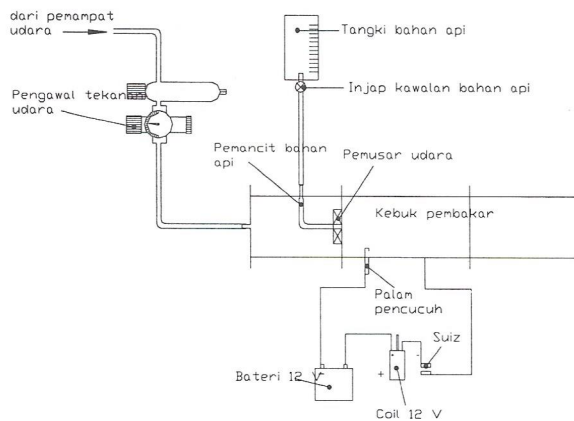 dari pemampat
udara
Pengawal tekanan
udara
Tangki bahan api
Injap kawalan bahan api
Pemancit bahan
api
Pemusar udara
Kebuk pembakar
Palam
pencucuh
Suiz
Bateri 12 V
+
-
Coil 12 V